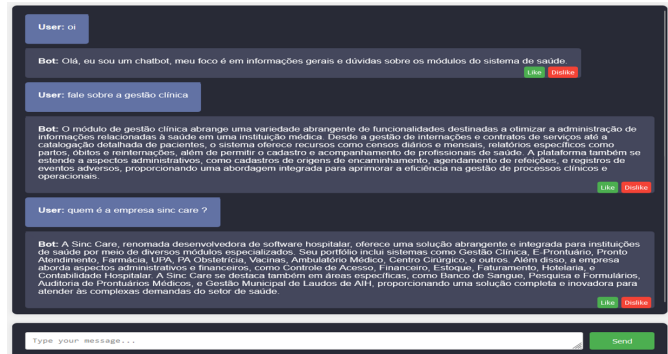 User: oi
Bot: Olá, eu sou um chatbot, meu foco é em informações gerais e dúvidas sobre os módulos do sistema de saúde.
Like Dislike
User: fale sobre a gestão clínica
Bot: O módulo de gestão clínica abrange uma variedade abrangente de funcionalidades destinadas a otimizar a administração de
informações relacionadas à saúde em uma instituição médica. Desde a gestão de internações e contratos de serviços até a
catalogação detalhada de pacientes, o sistema oferece recursos como censos diários e mensais, relatórios específicos como
partos, óbitos e reinternações, além de permitir o cadastro e acompanhamento de profissionais de saúde. A plataforma também se
estende a aspectos administrativos, como cadastros de origens de encaminhamento, agendamento de refeições, e registros de
eventos adversos, proporcionando uma abordagem integrada para aprimorar a eficiência na gestão de processos clínicos e
operacionais.
Like Dislike
User: quem é a empresa sinc care ?
Bot: A Sinc Care, renomada desenvolvedora de software hospitalar, oferece uma solução abrangente e integrada para instituições
de saúde por meio de diversos módulos especializados. Seu portfólio inclui sistemas como Gestão Clínica, E-Prontuário, Pronto
Atendimento, Farmácia, UPA, PA Obstetrícia, Vacinas, Ambulatório Médico, Centro Cirúrgico, e outros. Além disso, a empresa
aborda aspectos administrativos e financeiros, como Controle de Acesso, Financeiro, Estoque, Faturamento, Hotelaria, e
Contabilidade Hospitalar. A Sinc Care se destaca também em áreas específicas, como Banco de Sangue, Pesquisa e Formulários,
Auditoria de Prontuários Médicos, e Gestão Municipal de Laudos de AIH, proporcionando uma solução completa e inovadora para
atender às complexas demandas do setor de saúde.
Like Dislike
Type your message...
Send